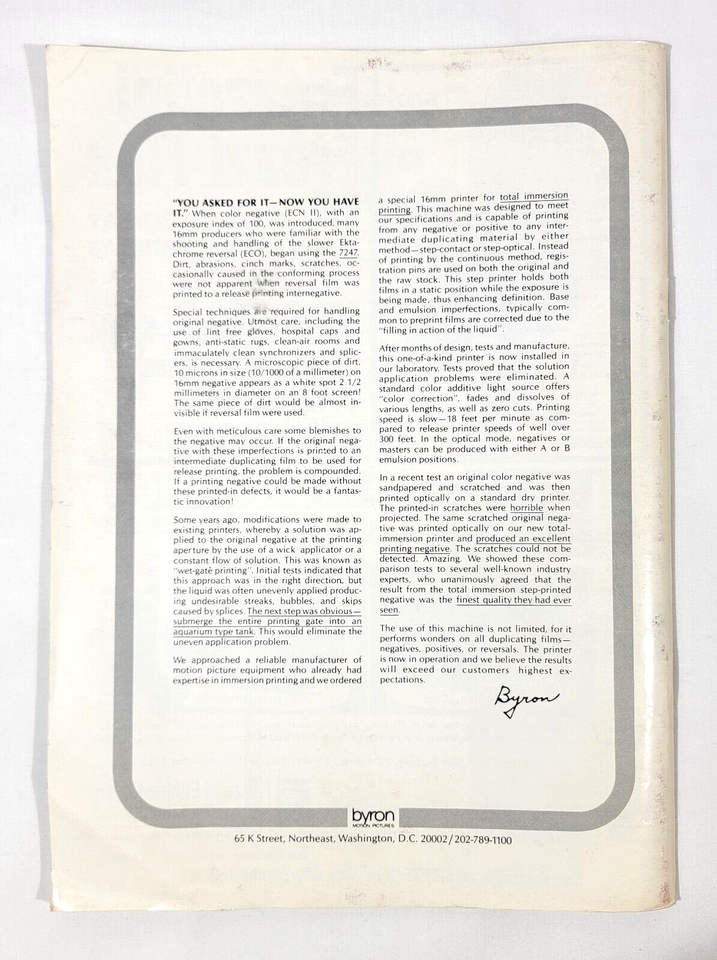 "YOU ASKED FOR IT—NOW YOU HAVE
IT." When color negative (ECN II), with an
exposure index of 100, was introduced, many
16mm producers who were familiar with the
shooting and handling of the slower Ekta-
chrome reversal (ECO), began using the 7247.
Dirt, abrasions, cinch marks, scratches, oc-
casionally caused in the conforming process
were not apparent when reversal film was
printed to a release printing internegative.
Special techniques are required for handling
original negative. Utmost care, including the
use of lint free gloves, hospital caps and
gowns, anti-static rugs, clean-air rooms and
immaculately clean synchronizers and splic-
ers, is necessary. A microscopic piece of dirt,
10 microns in size (10/1000 of a millimeter) on
16mm negative appears as a white spot 2 1/2
millimeters in diameter on an 8 foot screen!
The same piece of dirt would be almost in-
visible if reversal film were used.
Even with meticulous care some blemishes to
the negative may occur. If the original nega-
tive with these imperfections is printed to an
intermediate duplicating film to be used for
release printing, the problem is compounded.
If a printing negative could be made without
these printed-in defects, it would be a fantas-
tic innovation!
Some years ago, modifications were made to
existing printers, whereby a solution was ap-
plied to the original negative at the printing
aperture by the use of a wick applicator or a
constant flow of solution. This was known as
"wet-gate printing". Initial tests indicated that
this approach was in the right direction, but
the liquid was often unevenly applied produc-
ing undesirable streaks, bubbles, and skips
caused by splices. The next step was obvious—
submerge the entire printing gate into an
aquarium type tank. This would eliminate the
uneven application problem.
We approached a reliable manufacturer of
motion picture equipment who already had
expertise in immersion printing and we ordered
a special 16mm printer for total immersion
printing. This machine was designed to meet
our specifications and is capable of printing
from any negative or positive to any inter-
mediate duplicating material by either
method—step-contact or step-optical. Instead
of printing by the continuous method, regis-
tration pins are used on both the original and
the raw stock. This step printer holds both
films in a static position while the exposure is
being made, thus enhancing definition. Base
and emulsion imperfections, typically com-
mon to preprint films are corrected due to the
"filling in action of the liquid".
After months of design, tests and manufacture,
this one-of-a-kind printer is now installed in
our laboratory. Tests proved that the solution
application problems were eliminated. A
standard color additive light source offers
"color correction", fades and dissolves of
various lengths, as well as zero cuts. Printing
speed is slow—18 feet per minute as com-
pared to release printer speeds of well over
300 feet. In the optical mode, negatives or
masters can be produced with either A or B
emulsion positions.
In a recent test an original color negative was
sandpapered and scratched and was then
printed optically on a standard dry printer.
The printed-in scratches were horrible when
projected. The same scratched original nega-
tive was printed optically on our new total-
immersion printer and produced an excellent
printing negative. The scratches could not be
detected. Amazing. We showed these com-
parison tests to several well-known industry
experts, who unanimously agreed that the
result from the total immersion step-printed
negative was the finest quality they had ever
seen.
The use of this machine is not limited, for it
performs wonders on all duplicating films—
negatives, positives, or reversals. The printer
is now in operation and we believe the results
will exceed our customers highest ex-
pectations.
Byron
byron
MOTION PICTURES
65 K Street, Northeast, Washington, D.C. 20002/202-789-1100